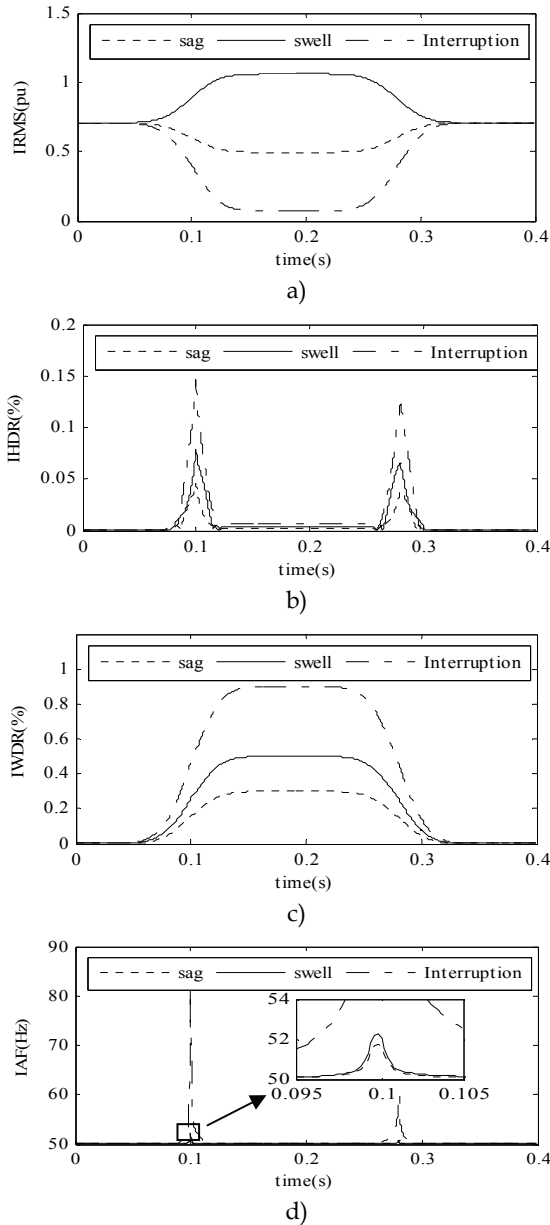 1.5
sag swell Interruption
1
IRMS(pu)
0.5
0
0 0.1 0.2 0.3 0.4
time(s)
a)
0.2
sag swell Interruption
0.15
IHDR(%)
0.1
0.05
0
0 0.1 0.2 0.3 0.4
time(s)
b)
1
sag swell Interruption
0.8
IWDR(%)
0.6
0.4
0.2
0
0 0.1 0.2 0.3 0.4
time(s)
c)
90
sag swell Interruption
80
IAF(Hz)
70
60
50
54
52
50
0.095 0.1 0.105
0 0.1 0.2 0.3 0.4
time(s)
d)